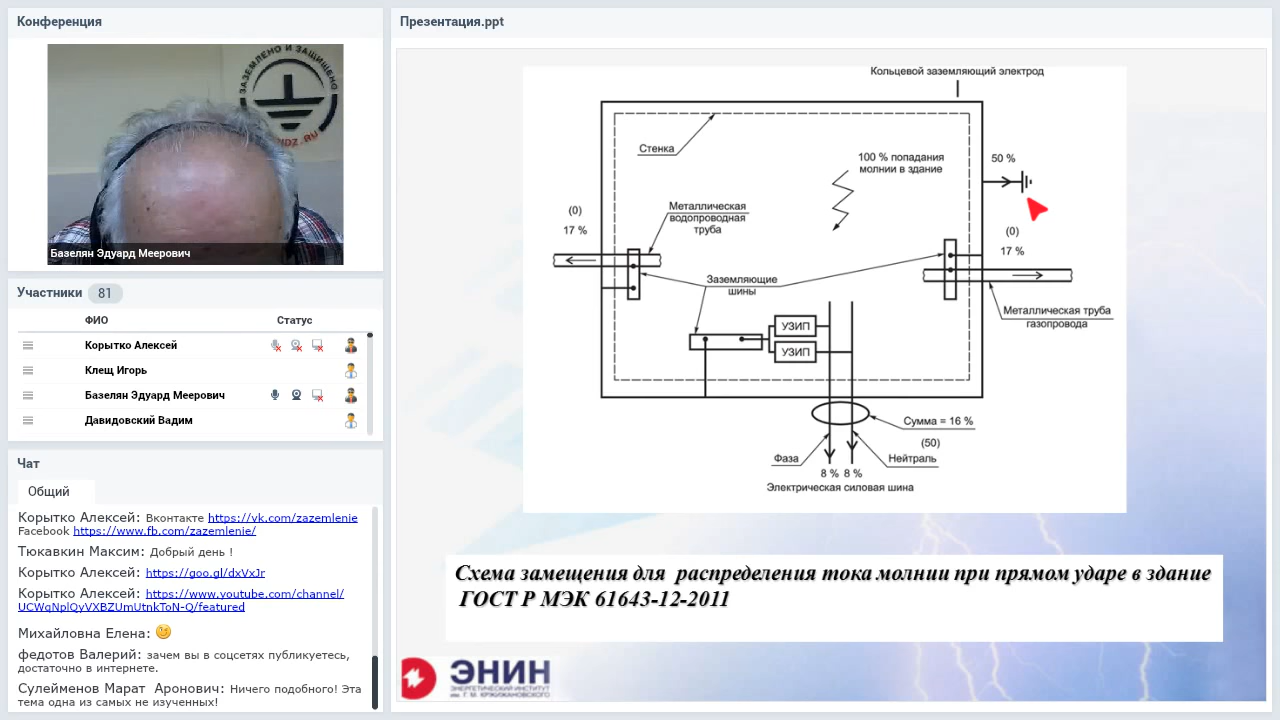 Конференция
ЗАЗЕМЛЕНО И ЗАЩИЩЕНО
Базелян Эдуард Меерович
Участники 81
ФИО Статус
Корытко Алексей
Клещ Игорь
Базелян Эдуард Меерович
Давидовский Вадим
Чат
Общий
Корытко Алексей: Вконтакте https://vk.com/zazemlenie
Facebook https://www.fb.com/zazemlenie/
Тюкавкин Максим: Добрый день !
Корытко Алексей: https://goo.gl/dxVxJr
Корытко Алексей: https://www.youtube.com/channel/
UCWqNplQyVXBZUmUtnkToN-Q/featured
Михайловна Елена:
федотов Валерий: зачем вы в соцсетях публикуетесь,
достаточно в интернете.
Сулейменов Марат Аронович: Ничего подобного! Эта
тема одна из самых не изученных!
Презентация.ppt
Кольцевой заземляющий электрод
Стенка
100 % попадания
молнии в здание
50 %
(0)
17 %
Металлическая
водопроводная
труба
(0)
17 %
Заземляющие
шины
Металлическая труба
газопровода
УЗИП
УЗИП
Сумма = 16 %
(50)
Фаза
Нейтраль
8 % 8 %
Электрическая силовая шина
Схема замещения для распределения тока молнии при прямом ударе в здание
ГОСТ Р МЭК 61643-12-2011
ЭНИН
ЭНЕРГЕТИЧЕСКИЙ ИНСТИТУТ
им. Г. М. КРЖИЖАНОВСКОГО